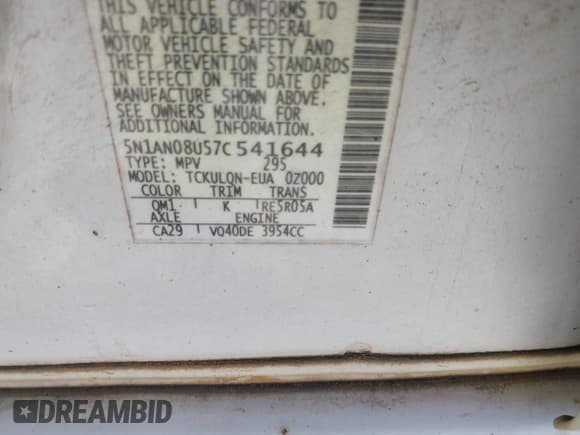 THIS VEHICLE CONFORMS TO
ALL APPLICABLE FEDERAL
MOTOR VEHICLE SAFETY AND
THEFT PREVENTION STANDARDS
IN EFFECT ON THE DATE OF
MANUFACTURE SHOWN ABOVE.
SEE OWNERS MANUAL FOR
ADDITIONAL INFORMATION.
5N1AN08U57C541644
TYPE: MPV 295
MODEL: TCKULQN-EUA 0Z000
COLOR TRIM TRANS
QM1 K RE5R05A
AXLE ENGINE
CA29 VQ40DE 3954CC
DREAMBID